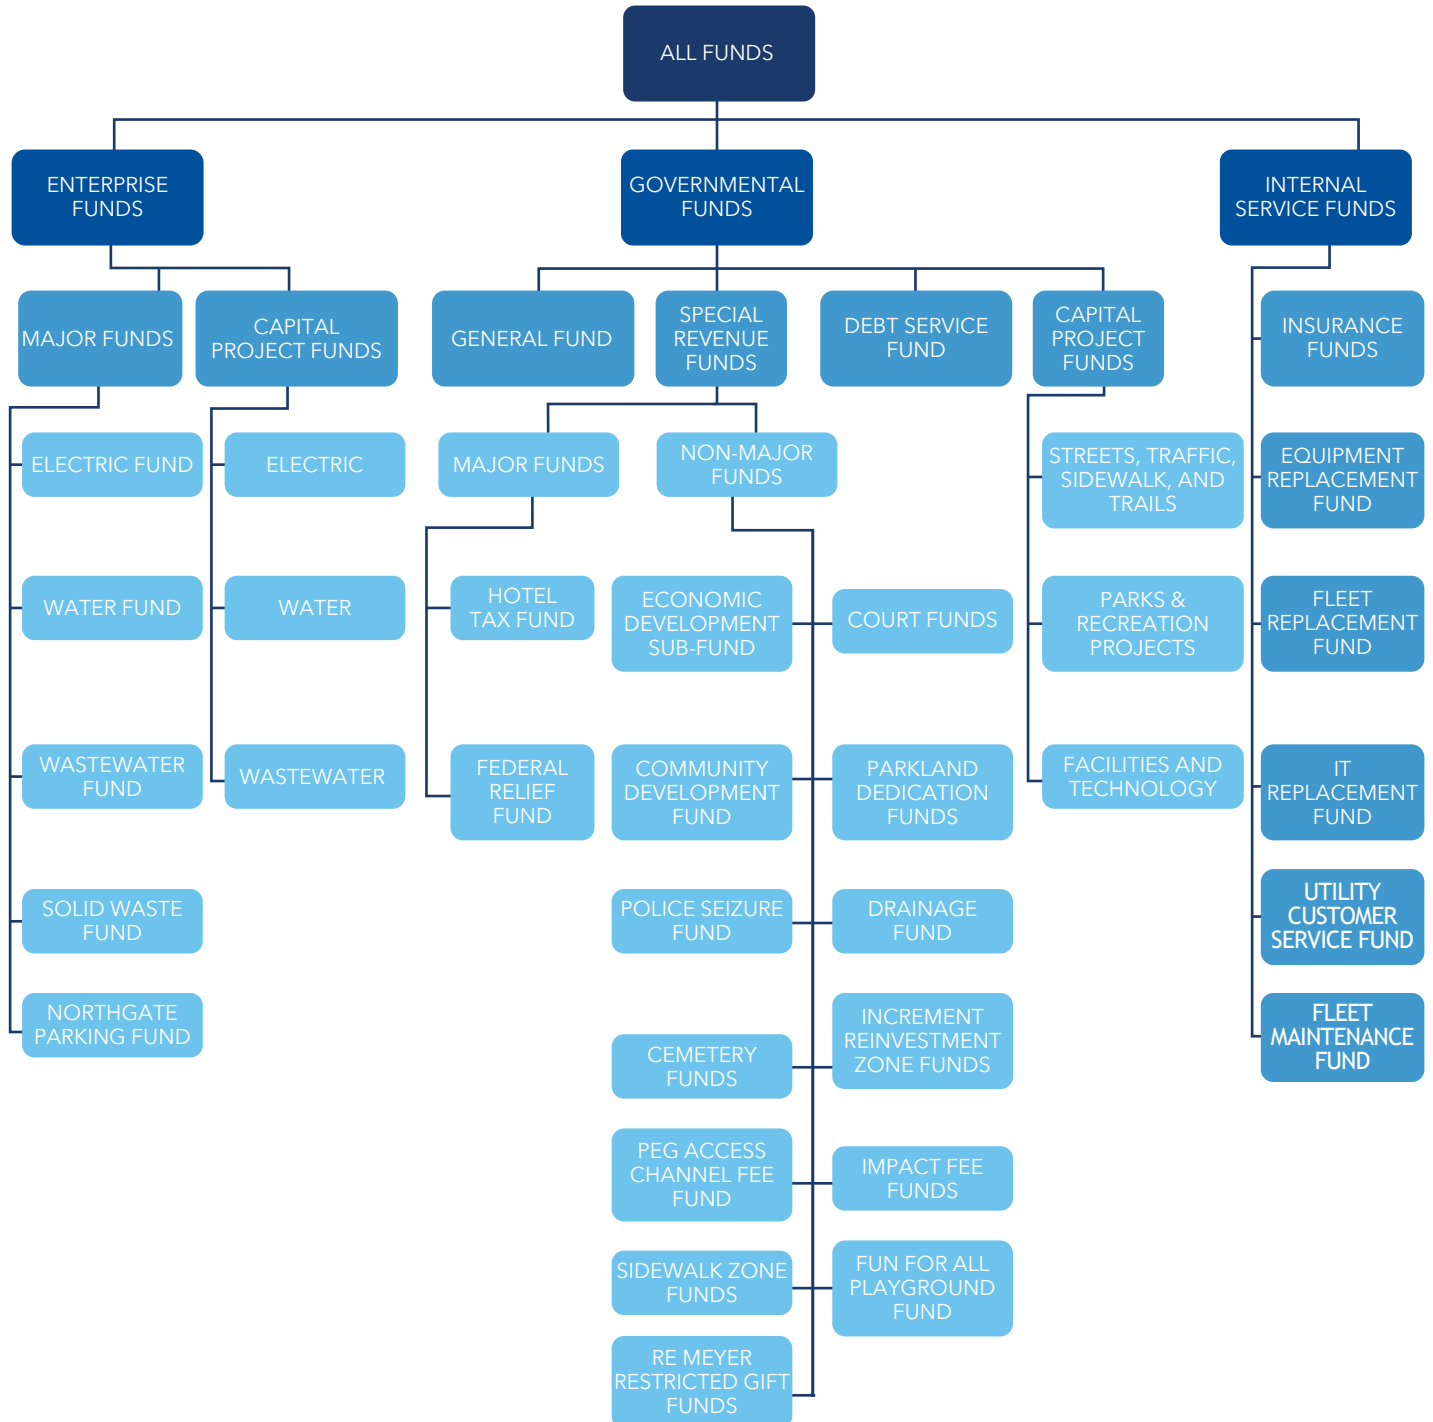 ALL FUNDS
ENTERPRISE
FUNDS
GOVERNMENTAL
FUNDS
INTERNAL
SERVICE FUNDS
MAJOR FUNDS
CAPITAL
PROJECT FUNDS
GENERAL FUND
SPECIAL
REVENUE
FUNDS
DEBT SERVICE
FUND
CAPITAL
PROJECT
FUNDS
INSURANCE
FUNDS
ELECTRIC FUND
ELECTRIC
MAJOR FUNDS
NON-MAJOR
FUNDS
STREETS, TRAFFIC,
SIDEWALK, AND
TRAILS
EQUIPMENT
REPLACEMENT
FUND
WATER FUND
WATER
HOTEL
TAX FUND
ECONOMIC
DEVELOPMENT
SUB-FUND
COURT FUNDS
PARKS &
RECREATION
PROJECTS
FLEET
REPLACEMENT
FUND
WASTEWATER
FUND
WASTEWATER
FEDERAL
RELIEF
FUND
COMMUNITY
DEVELOPMENT
FUND
PARKLAND
DEDICATION
FUNDS
FACILITIES AND
TECHNOLOGY
IT
REPLACEMENT
FUND
SOLID WASTE
FUND
POLICE SEIZURE
FUND
DRAINAGE
FUND
UTILITY
CUSTOMER
SERVICE FUND
NORTHGATE
PARKING FUND
CEMETERY
FUNDS
INCREMENT
REINVESTMENT
ZONE FUNDS
FLEET
MAINTENANCE
FUND
PEG ACCESS
CHANNEL FEE
FUND
IMPACT FEE
FUNDS
SIDEWALK ZONE
FUNDS
FUN FOR ALL
PLAYGROUND
FUND
RE MEYER
RESTRICTED GIFT
FUNDS